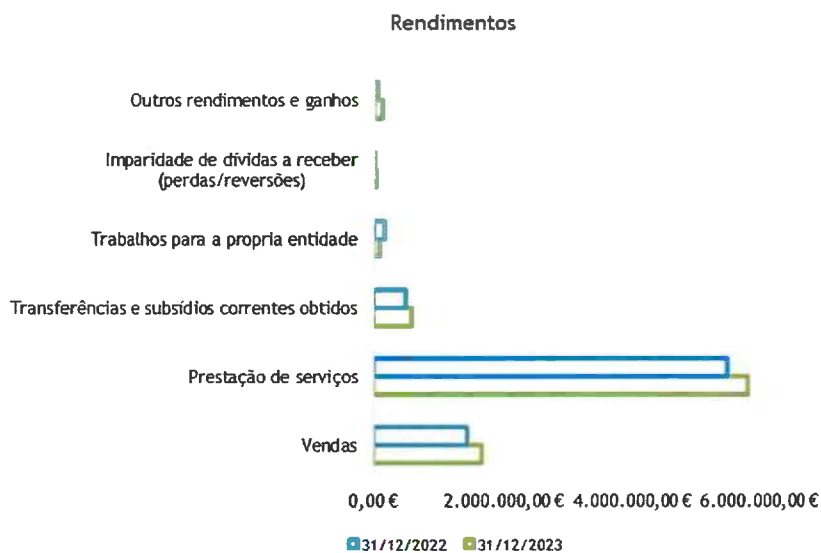 Rendimentos
Outros rendimentos e ganhos
Imparidade de dívidas a receber
(perdas/reversões)
Trabalhos para a propria entidade
Transferências e subsídios correntes obtidos
Prestação de serviços
Vendas
0,00 € 2.000.000,00 € 4.000.000,00 € 6.000.000,00 €
31/12/2022 31/12/2023